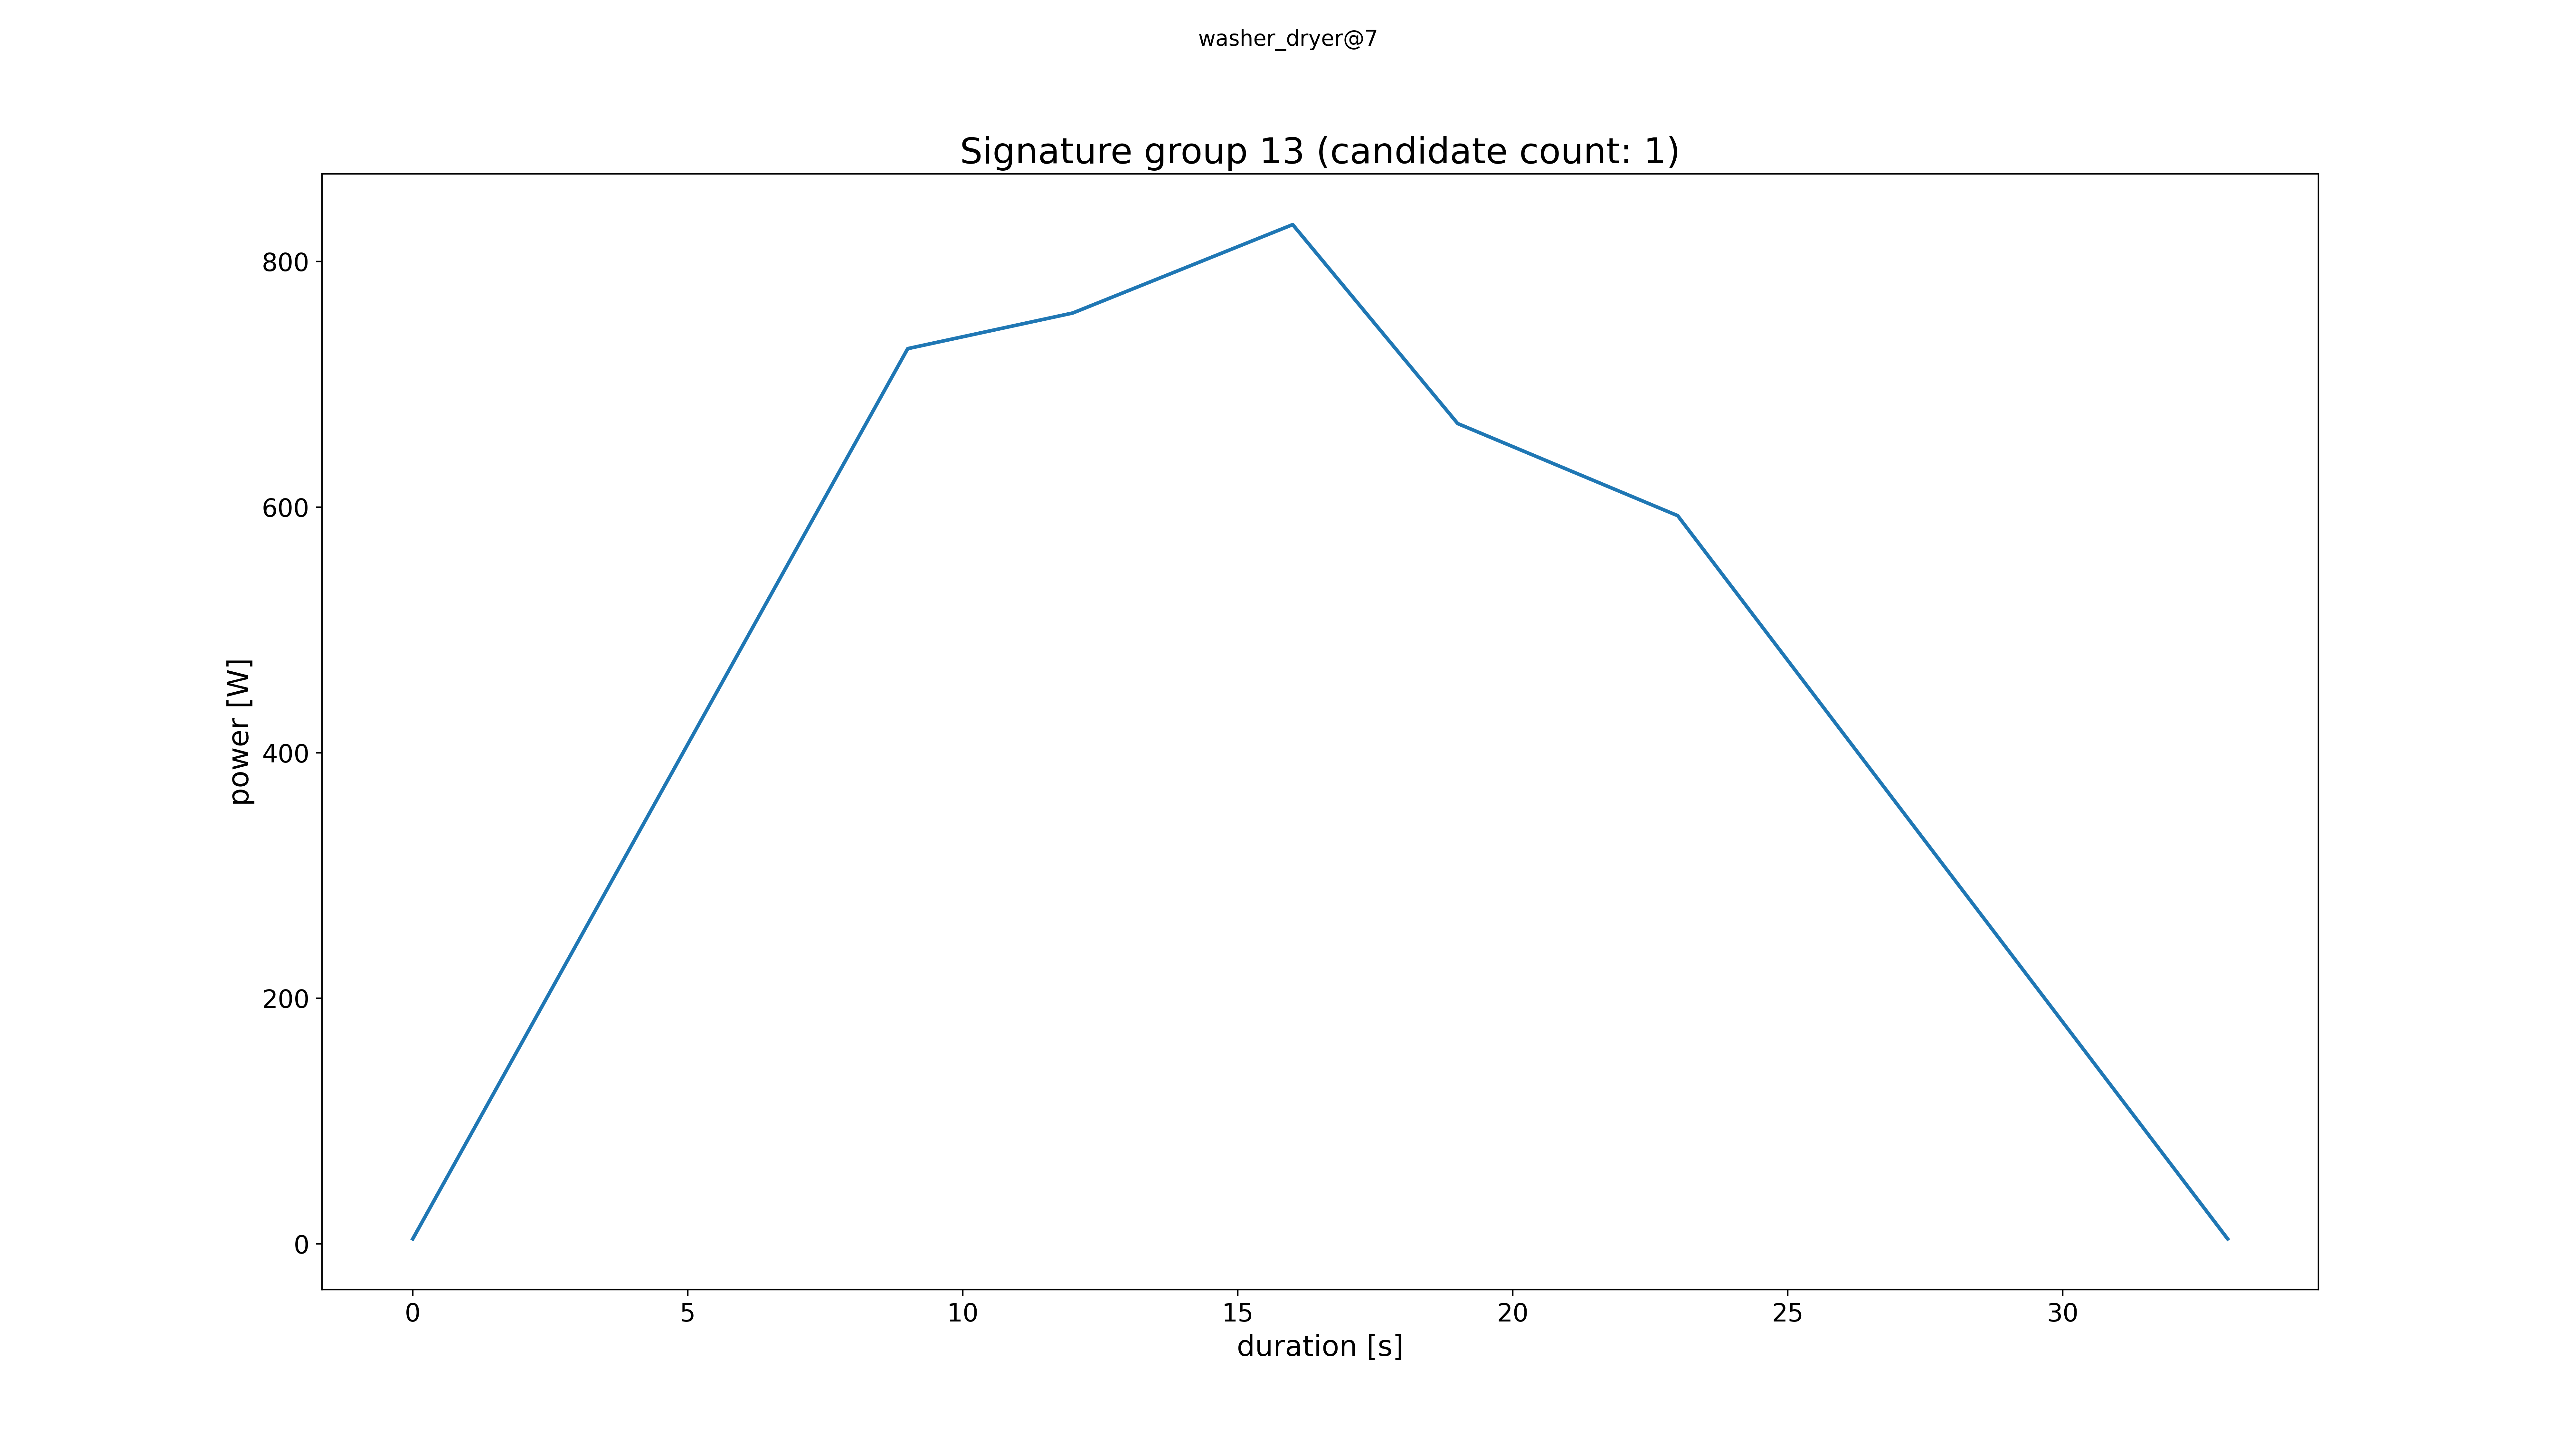 washer_dryer@7
Signature group 13 (candidate count: 1)
800
600
400
200
0
power [W]
0 5 10 15 20 25 30
duration [s]